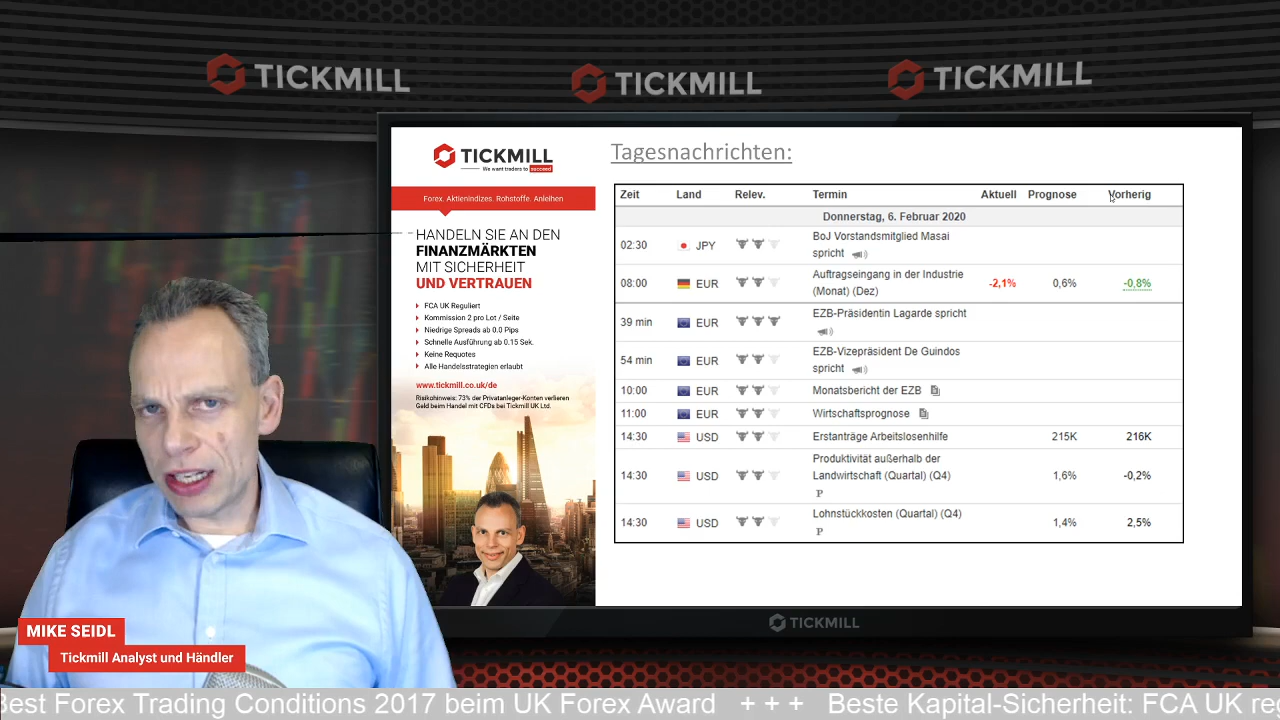 TICKMILL TICKMILL TICKMILL
TICKMILL
We want traders to succeed
Forex. Aktienindizes. Rohstoffe. Anleihen
HANDELN SIE AN DEN
FINANZMÄRKTEN
MIT SICHERHEIT
UND VERTRAUEN
FCA UK Reguliert
Kommission 2 pro Lot / Seite
Niedrige Spreads ab 0.0 Pips
Schnelle Ausführung ab 0.15 Sek.
Keine Requotes
Alle Handelsstrategien erlaubt
www.tickmill.co.uk/de
Risikohinweis: 73% der Privatanleger-Konten verlieren
Geld beim Handel mit CFDs bei Tickmill UK Ltd.
Tagesnachrichten:
Zeit Land Relev. Termin Aktuell Prognose Vorherig
Donnerstag, 6. Februar 2020
02:30 JPY BoJ Vorstandsmitglied Masai
spricht
08:00 EUR Auftragseingang in der Industrie
(Monat) (Dez) -2,1% 0,6% -0,8%
39 min EUR EZB-Präsidentin Lagarde spricht
54 min EUR EZB-Vizepräsident De Guindos
spricht
10:00 EUR Monatsbericht der EZB
11:00 EUR Wirtschaftsprognose
14:30 USD Erstanträge Arbeitslosenhilfe 215K 216K
14:30 USD Produktivität außerhalb der
Landwirtschaft (Quartal) (Q4) 1,6% -0,2%
P
14:30 USD Lohnstückkosten (Quartal) (Q4) 1,4% 2,5%
P
TICKMILL
MIKE SEIDL
Tickmill Analyst und Händler
Best Forex Trading Conditions 2017 beim UK Forex Award +++ Beste Kapital-Sicherheit: FCA UK reg